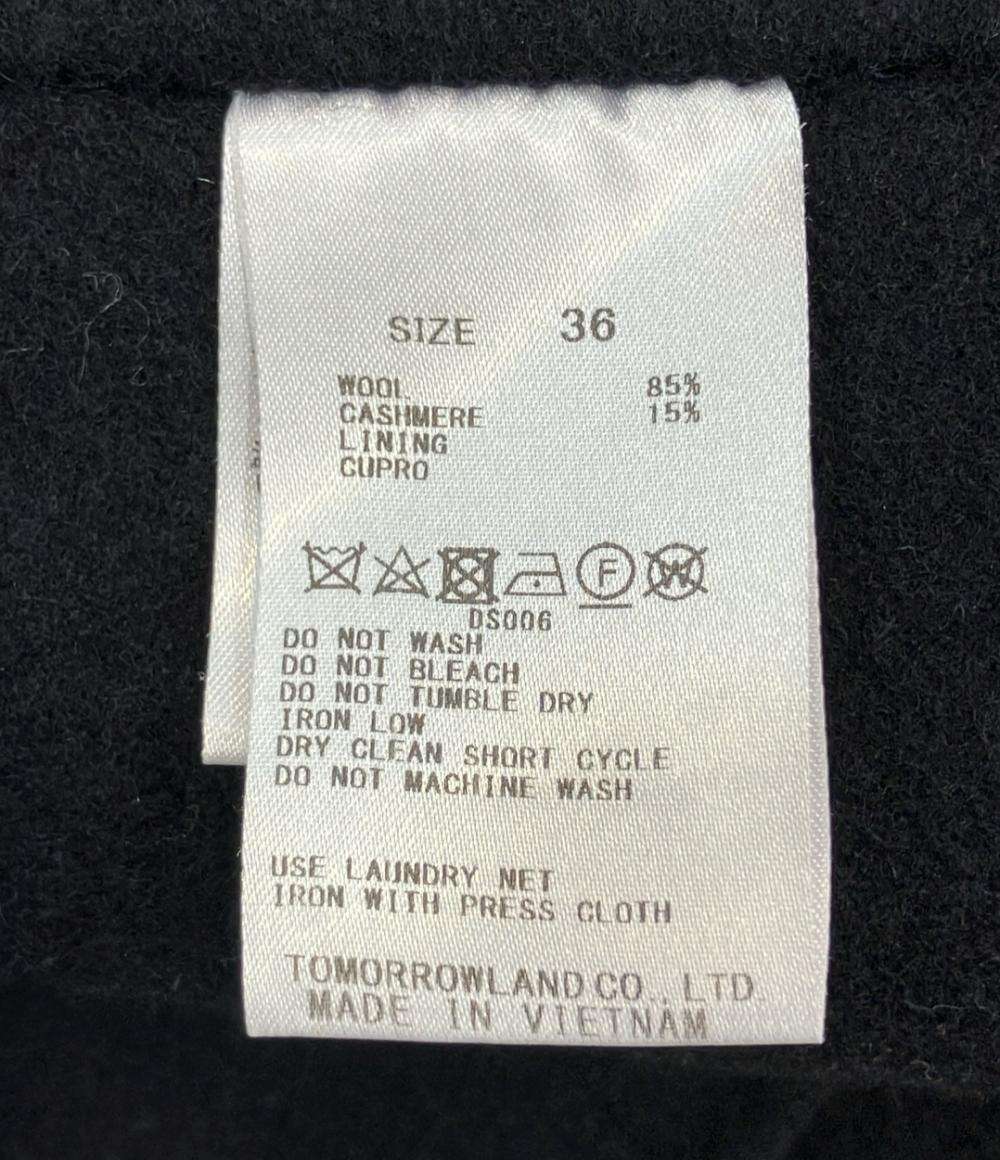 SIZE 36
WOOL 85%
CASHMERE 15%
LINING
CUPRO
F W
DS006
DO NOT WASH
DO NOT BLEACH
DO NOT TUMBLE DRY
IRON LOW
DRY CLEAN SHORT CYCLE
DO NOT MACHINE WASH
USE LAUNDRY NET
IRON WITH PRESS CLOTH
TOMORROWLAND CO., LTD.
MADE IN VIETNAM